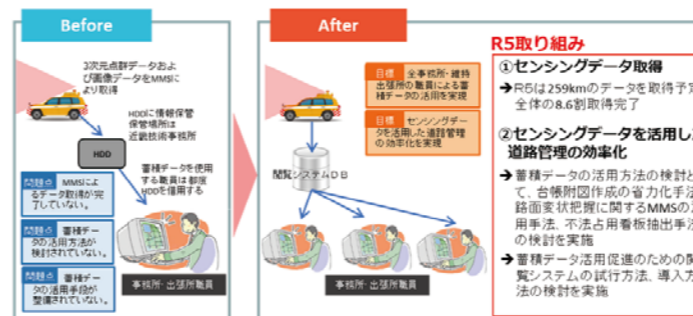 Before
3次元点群データおよ
び画像データをMMSに
より取得
HDDに情報保管
保管場所は
近畿技術事務所
HDD
蓄積データを使用
する職員は都度
HDDを借用する
問題点 MMSによ
るデータ取得が完
了していない。
問題点 蓄積デー
タの活用方法が
検討されていない。
問題点 蓄積デー
タの活用手段が
整備されていない。
事務所・出張所職員
After
目標 全事務所・維持
出張所の職員による蓄
積データの活用を実現
目標 センシングデー
タを活用した道路管理
の効率化を実現
閲覧システムDB
事務所・出張所職員
R5取り組み
①センシングデータ取得
→R5は259kmのデータを取得予定
全体の8.6割取得完了
②センシングデータを活用した
道路管理の効率化
→蓄積データの活用方法の検討と
て、台帳附図作成の省力化手法
路面変状把握に関するMMSの活
用手法、不法占用看板抽出手法
の検討を実施
→蓄積データ活用促進のための閲
覧システムの試行方法、導入方
法の検討を実施